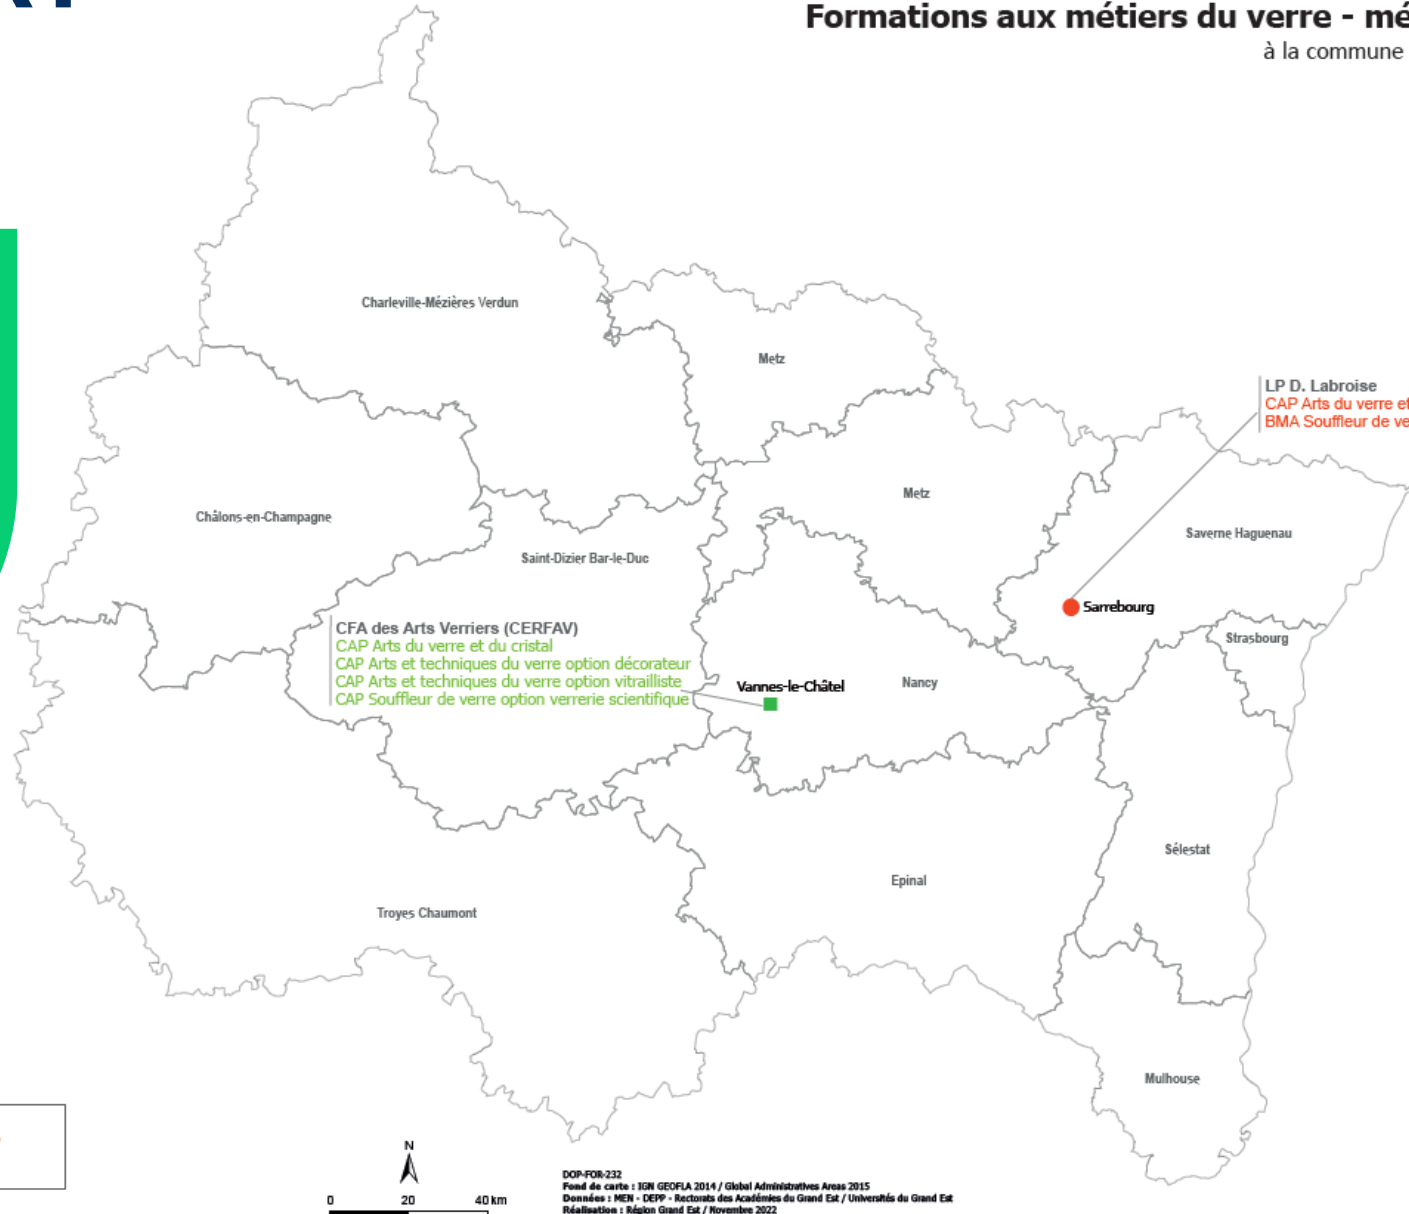 Formations aux métiers du verre - mé
à la commune
Charleville-Mézières Verdun
Metz
LP D. Labroise
CAP Arts du verre et
BMA Souffleur de ve
Metz
Châlons-en-Champagne
Saverne Haguenau
Saint-Dizier Bar-le-Duc
Sarrebourg
CFA des Arts Verriers (CERFAV)
CAP Arts du verre et du cristal
CAP Arts et techniques du verre option décorateur
CAP Arts et techniques du verre option vitrailliste
CAP Souffleur de verre option verrerie scientifique
Strasbourg
Vannes-le-Châtel
Nancy
Sélestat
Epinal
Troyes Chaumont
Mulhouse
N
0 20 40 km
DOP-FOR-232
Fond de carte : IGN GEOFLA 2014 / Global Administratives Areas 2015
Données : MEN - DEPP - Rectorats des Académies du Grand Est / Universités du Grand Est
Réalisation : Région Grand Est / Novembre 2022